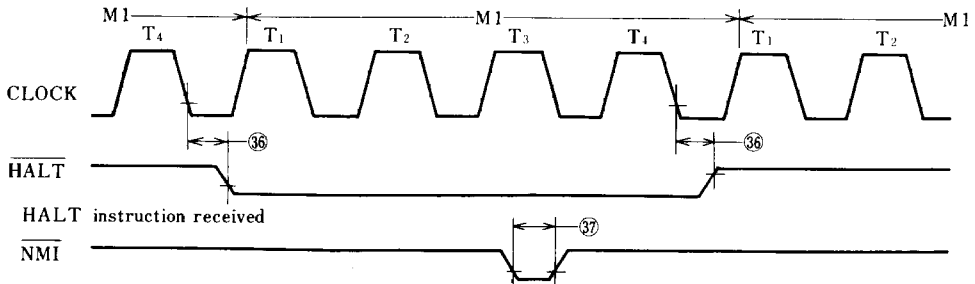 M1 M1 M1
T₄ T₁ T₂ T₃ T₄ T₁ T₂
CLOCK
㊱ ㊱
HALT
HALT instruction received
㊲
NMI